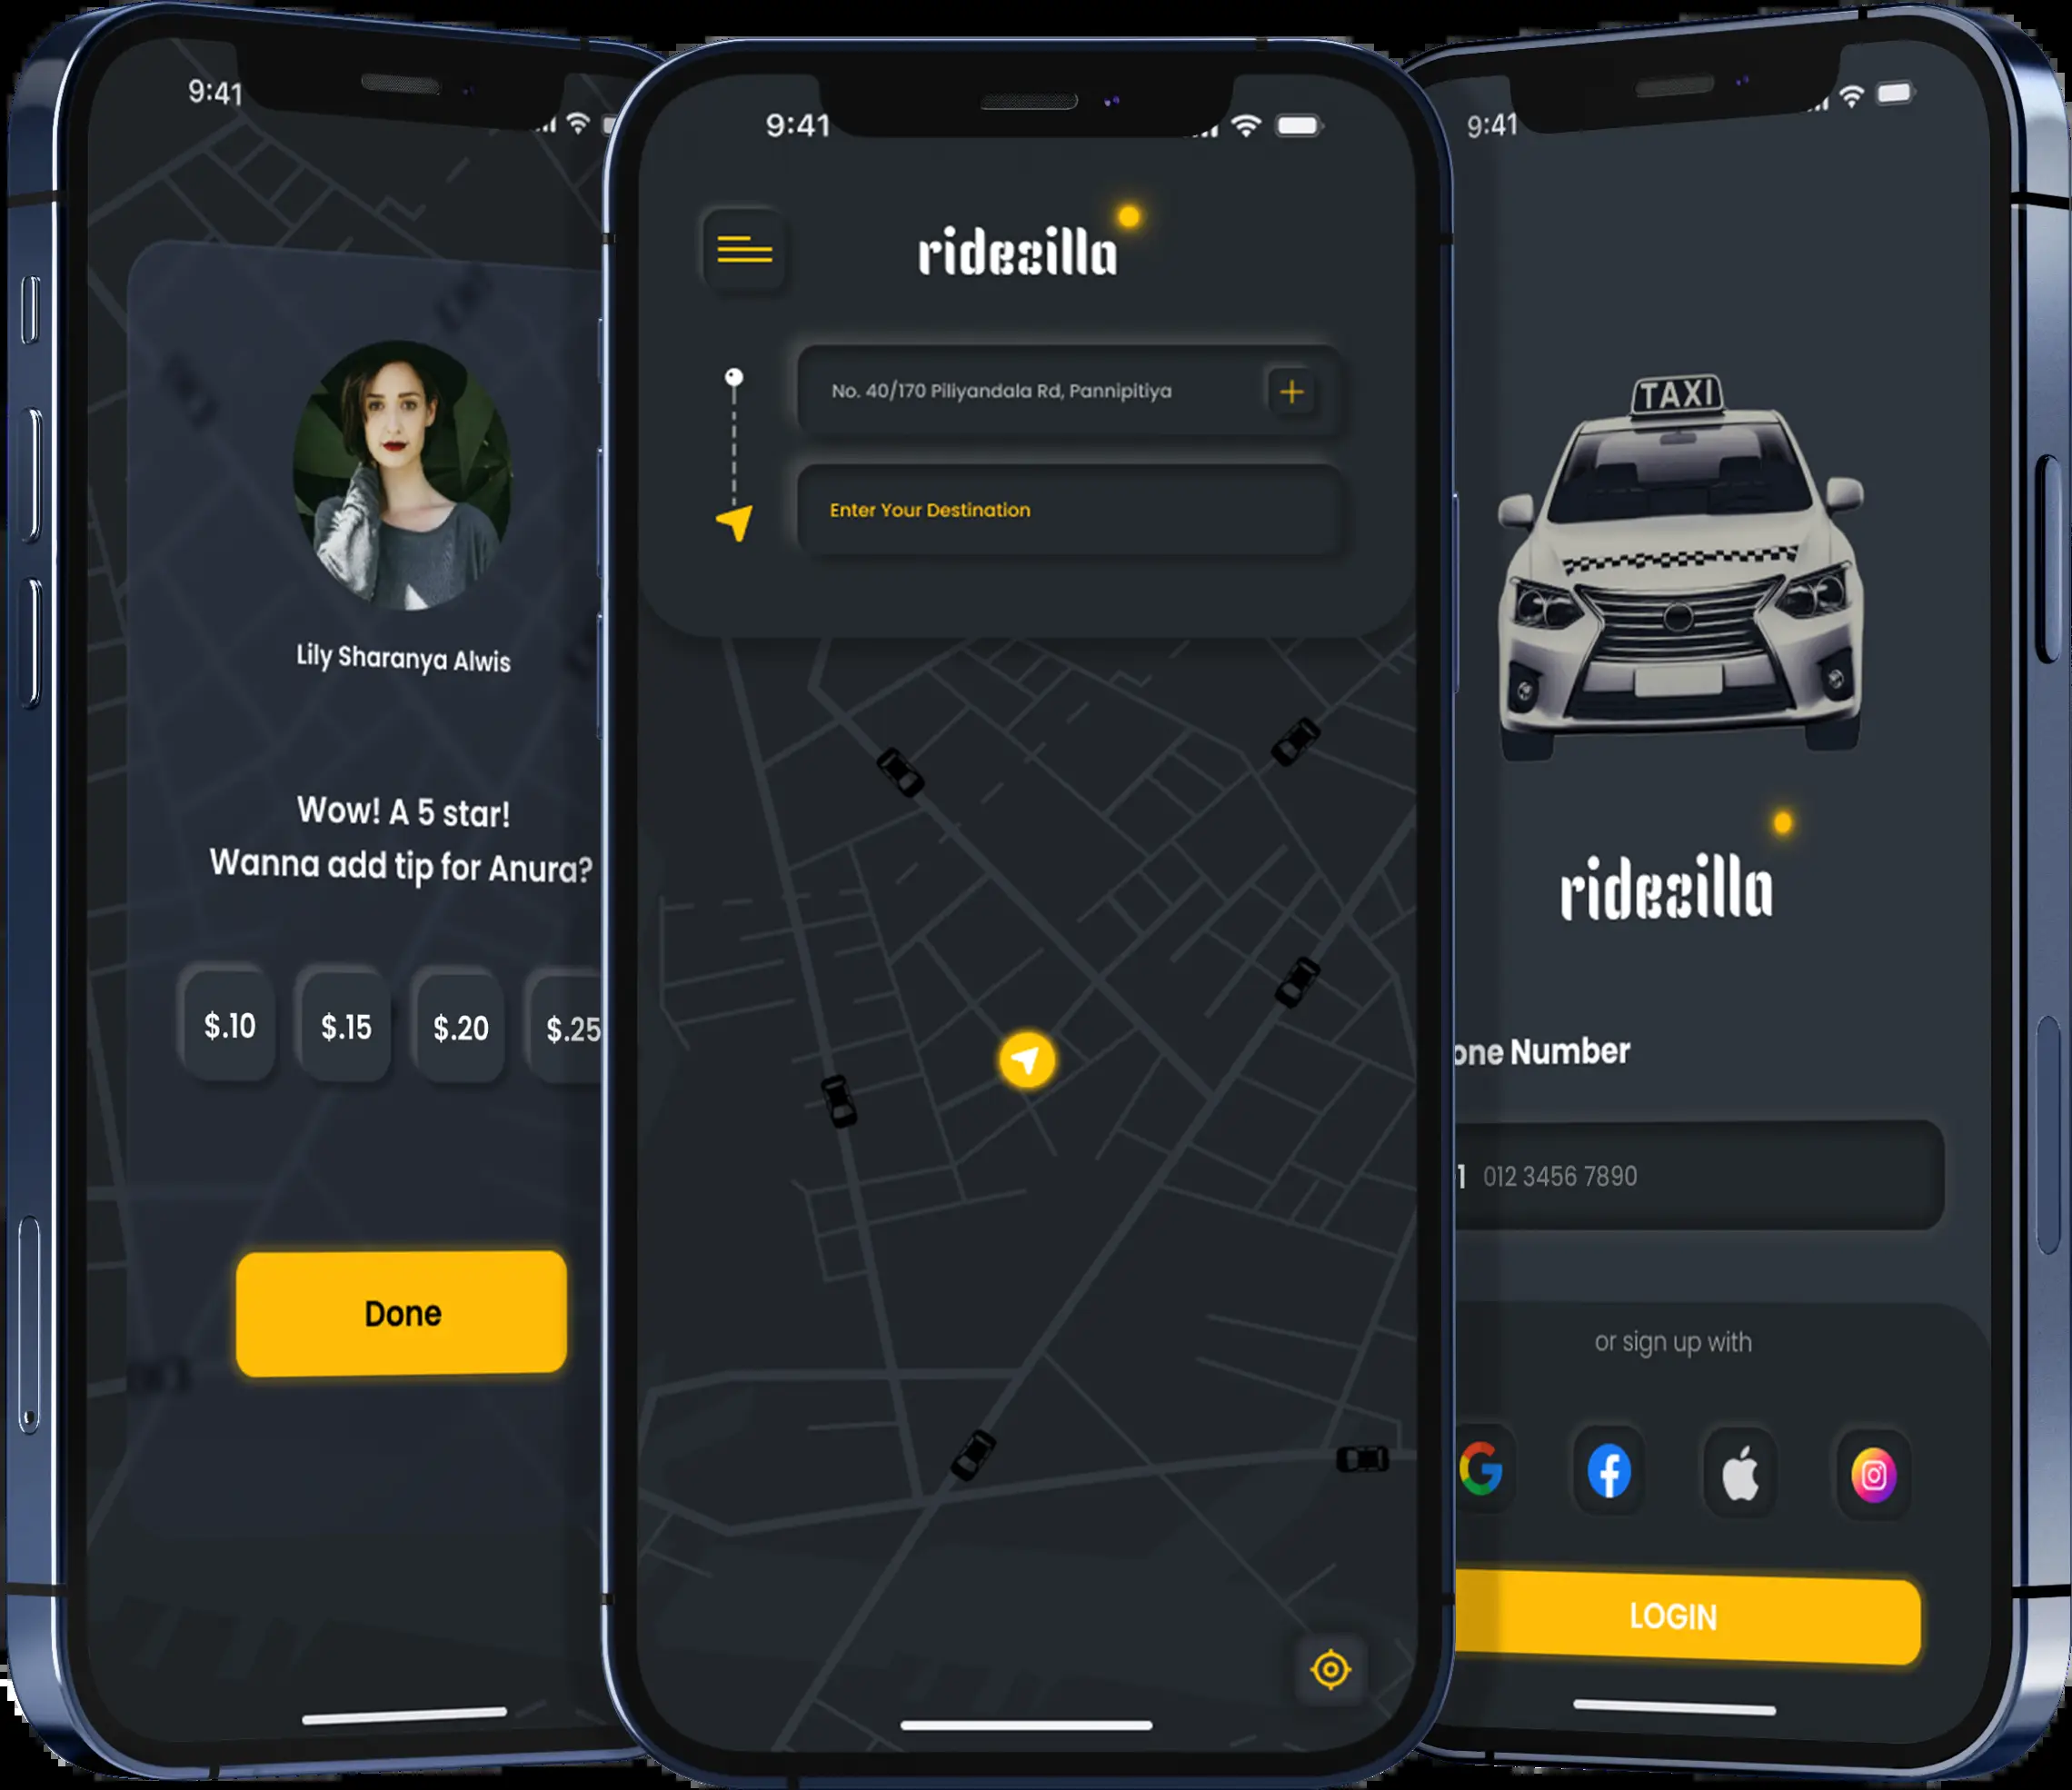 9:41
Lily Sharanya Alwis
Wow! A 5 star!
Wanna add tip for Anura?
$.10
$.15
$.20
$.25
Done
9:41
ridezilla
No. 40/170 Piliyandala Rd, Pannipitiya
Enter Your Destination
9:41
TAXI
ridezilla
one Number
1 012 3456 7890
or sign up with
LOGIN